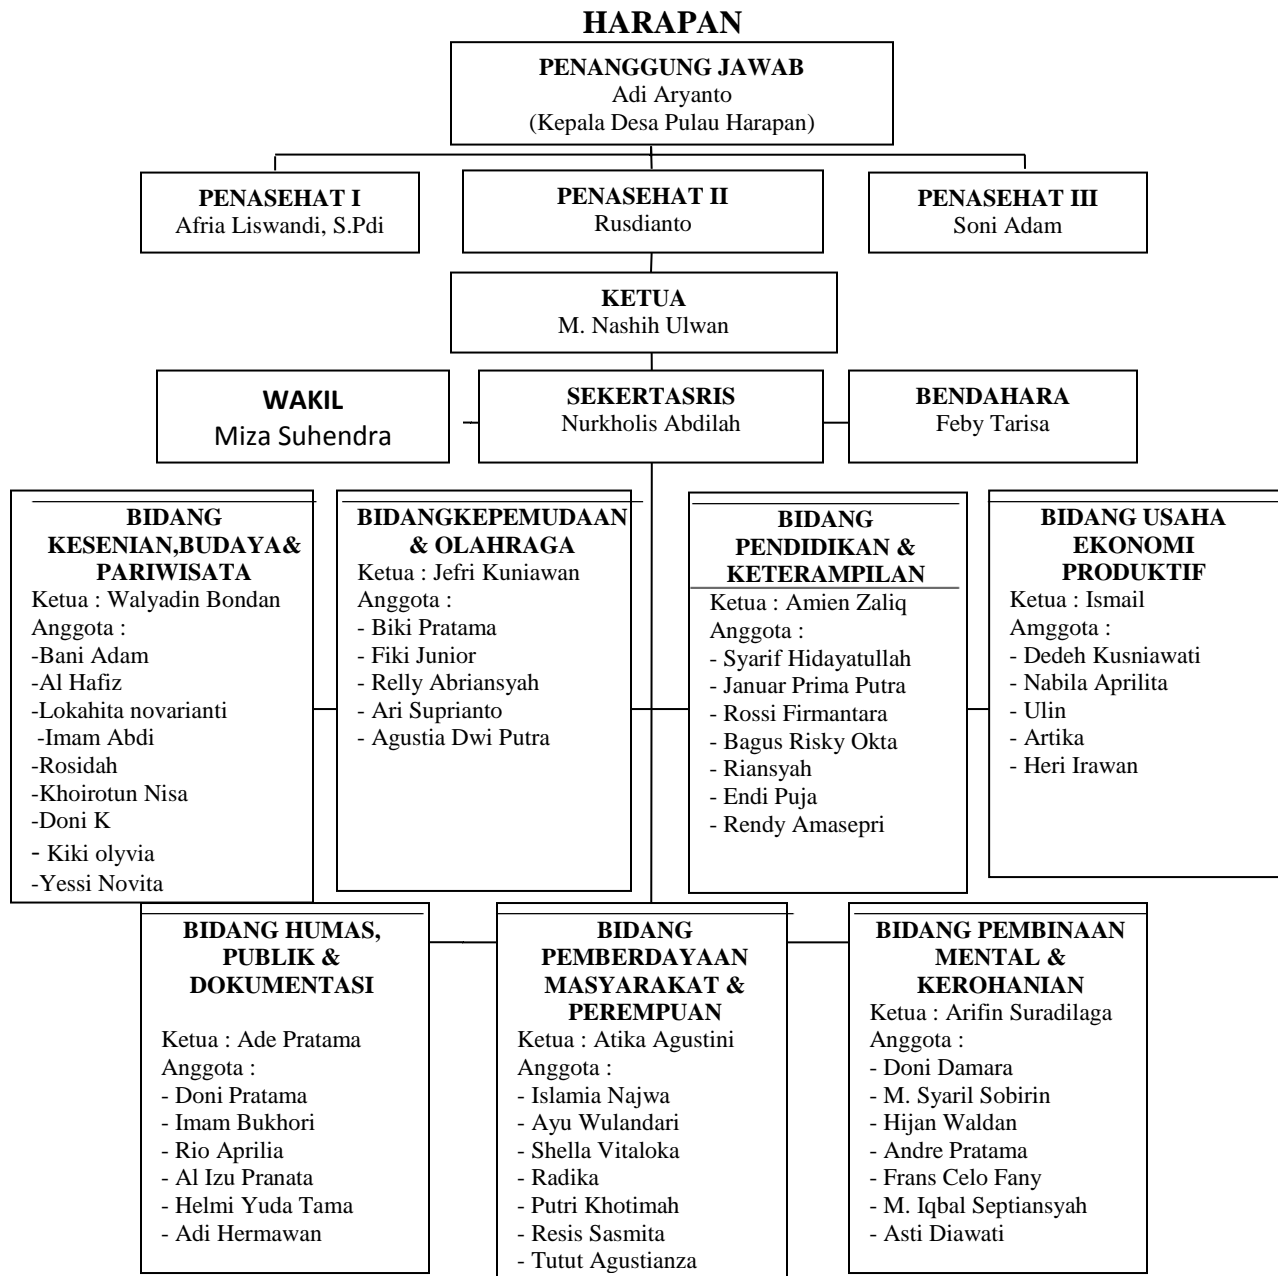 HARAPAN
PENANGGUNG JAWAB
Adi Aryanto
(Kepala Desa Pulau Harapan)
PENASEHAT I
Afria Liswandi, S.Pdi
PENASEHAT II
Rusdianto
PENASEHAT III
Soni Adam
KETUA
M. Nashih Ulwan
WAKIL
Miza Suhendra
SEKERTASRIS
Nurkholis Abdilah
BENDAHARA
Feby Tarisa
BIDANG
KESENIAN,BUDAYA&
PARIWISATA
Ketua : Walyadin Bondan
Anggota :
-Bani Adam
-Al Hafiz
-Lokahita novarianti
-Imam Abdi
-Rosidah
-Khoirotun Nisa
-Doni K
- Kiki olyvia
-Yessi Novita
BIDANGKEPEMUDAAN
& OLAHRAGA
Ketua : Jefri Kuniawan
Anggota :
- Biki Pratama
- Fiki Junior
- Relly Abriansyah
- Ari Suprianto
- Agustia Dwi Putra
BIDANG
PENDIDIKAN &
KETERAMPILAN
Ketua : Amien Zaliq
Anggota :
- Syarif Hidayatullah
- Januar Prima Putra
- Rossi Firmantara
- Bagus Risky Okta
- Riansyah
- Endi Puja
- Rendy Amasepri
BIDANG USAHA
EKONOMI
PRODUKTIF
Ketua : Ismail
Amggota :
- Dedeh Kusniawati
- Nabila Aprilita
- Ulin
- Artika
- Heri Irawan
BIDANG HUMAS,
PUBLIK &
DOKUMENTASI
Ketua : Ade Pratama
Anggota :
- Doni Pratama
- Imam Bukhori
- Rio Aprilia
- Al Izu Pranata
- Helmi Yuda Tama
- Adi Hermawan
BIDANG
PEMBERDAYAAN
MASYARAKAT &
PEREMPUAN
Ketua : Atika Agustini
Anggota :
- Islamia Najwa
- Ayu Wulandari
- Shella Vitaloka
- Radika
- Putri Khotimah
- Resis Sasmita
- Tutut Agustianza
BIDANG PEMBINAAN
MENTAL &
KEROHANIAN
Ketua : Arifin Suradilaga
Anggota :
- Doni Damara
- M. Syaril Sobirin
- Hijan Waldan
- Andre Pratama
- Frans Celo Fany
- M. Iqbal Septiansyah
- Asti Diawati